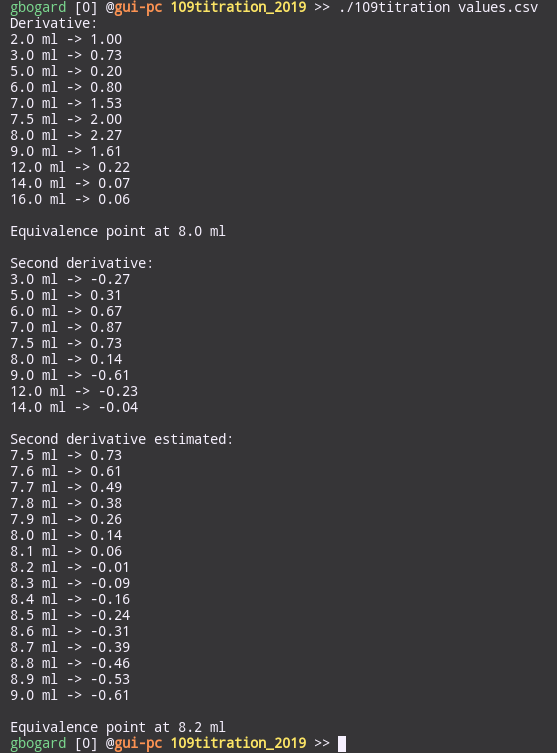 gbogard [0] @gui-pc 109titration_2019 >> ./109titration values.csv
Derivative:
2.0 ml -> 1.00
3.0 ml -> 0.73
5.0 ml -> 0.20
6.0 ml -> 0.80
7.0 ml -> 1.53
7.5 ml -> 2.00
8.0 ml -> 2.27
9.0 ml -> 1.61
12.0 ml -> 0.22
14.0 ml -> 0.07
16.0 ml -> 0.06

Equivalence point at 8.0 ml

Second derivative:
3.0 ml -> -0.27
5.0 ml -> 0.31
6.0 ml -> 0.67
7.0 ml -> 0.87
7.5 ml -> 0.73
8.0 ml -> 0.14
9.0 ml -> -0.61
12.0 ml -> -0.23
14.0 ml -> -0.04

Second derivative estimated:
7.5 ml -> 0.73
7.6 ml -> 0.61
7.7 ml -> 0.49
7.8 ml -> 0.38
7.9 ml -> 0.26
8.0 ml -> 0.14
8.1 ml -> 0.06
8.2 ml -> -0.01
8.3 ml -> -0.09
8.4 ml -> -0.16
8.5 ml -> -0.24
8.6 ml -> -0.31
8.7 ml -> -0.39
8.8 ml -> -0.46
8.9 ml -> -0.53
9.0 ml -> -0.61

Equivalence point at 8.2 ml
gbogard [0] @gui-pc 109titration_2019 >>